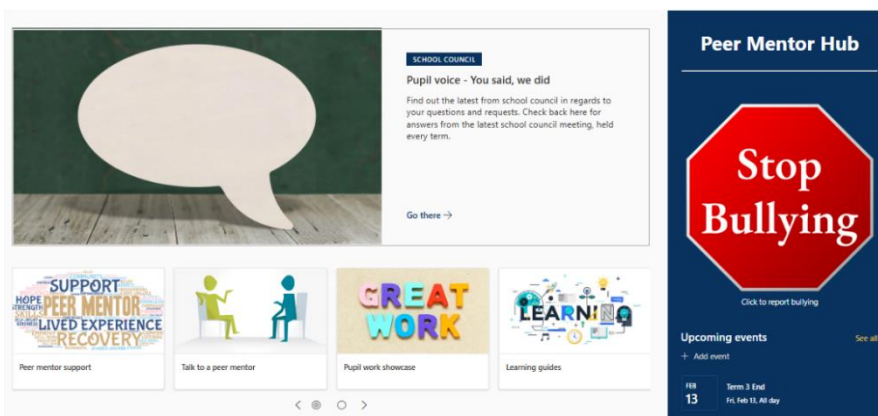 SCHOOL COUNCIL
Pupil voice - You said, we did
Find out the latest from school council in regards to
your questions and requests. Check back here for
answers from the latest school council meeting, held
every term.
Go there →
SUPPORT
HOPE
STRENGTH
SKILLS
PEER MENTOR
LIVED EXPERIENCE
RECOVERY
Peer mentor support
Talk to a peer mentor
GREAT
WORK
Pupil work showcase
LEARNING
Learning guides
Peer Mentor Hub
Stop
Bullying
Click to report bullying
Upcoming events
See all
+ Add event
FEB
13
Term 3 End
Fri, Feb 13, All day